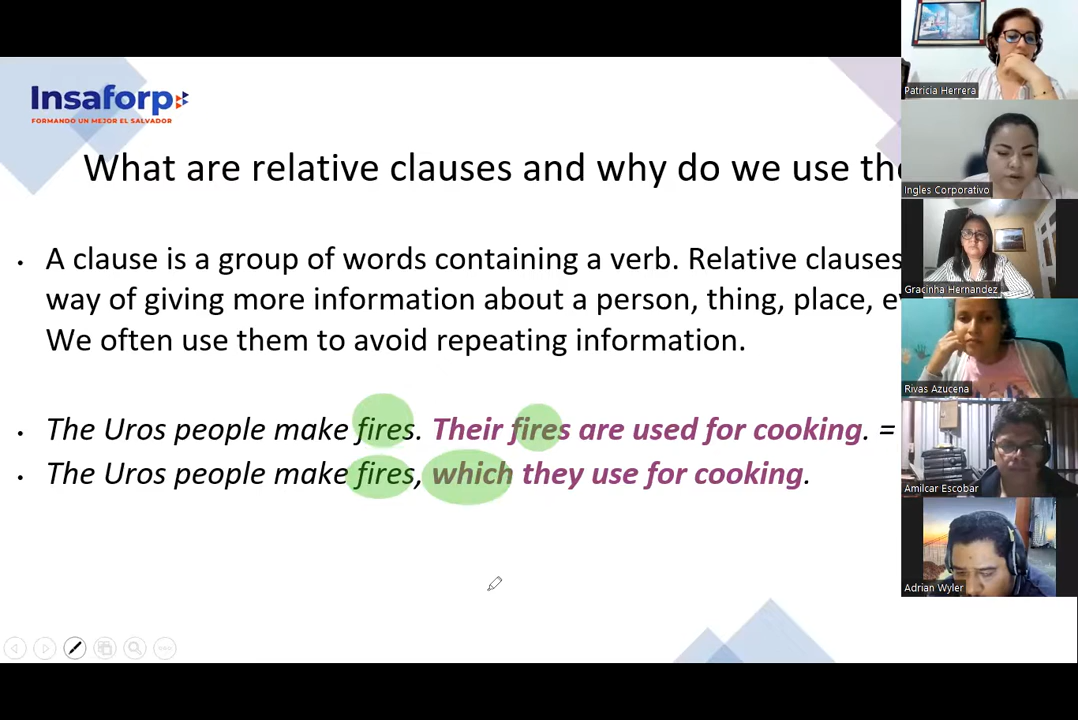 Insaforp
FORMANDO UN MEJOR EL SALVADOR
What are relative clauses and why do we use
• A clause is a group of words containing a verb. Relative clauses
way of giving more information about a person, thing, place,
We often use them to avoid repeating information.
• The Uros people make fires. Their fires are used for cooking. =
• The Uros people make fires, which they use for cooking.
Patricia Herrera
Ingles Corporativo
Gracinha Hernandez
Rivas Azucena
Amilcar Escobar
Adrian Wyler